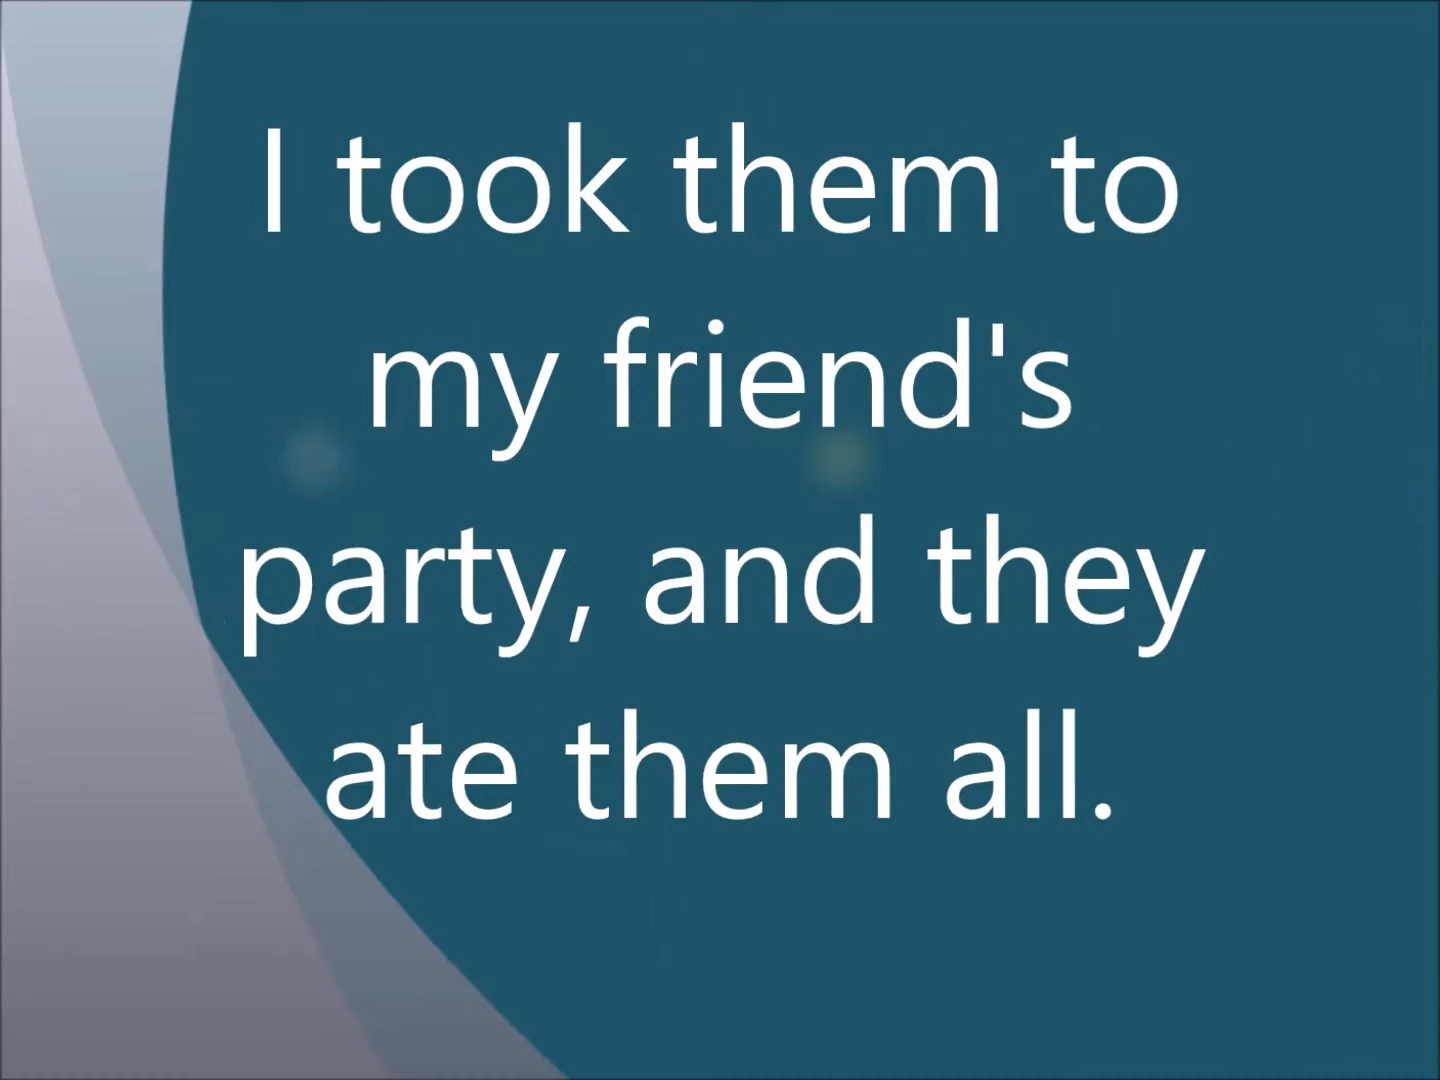 I took them to
my friend's
party, and they
ate them all.